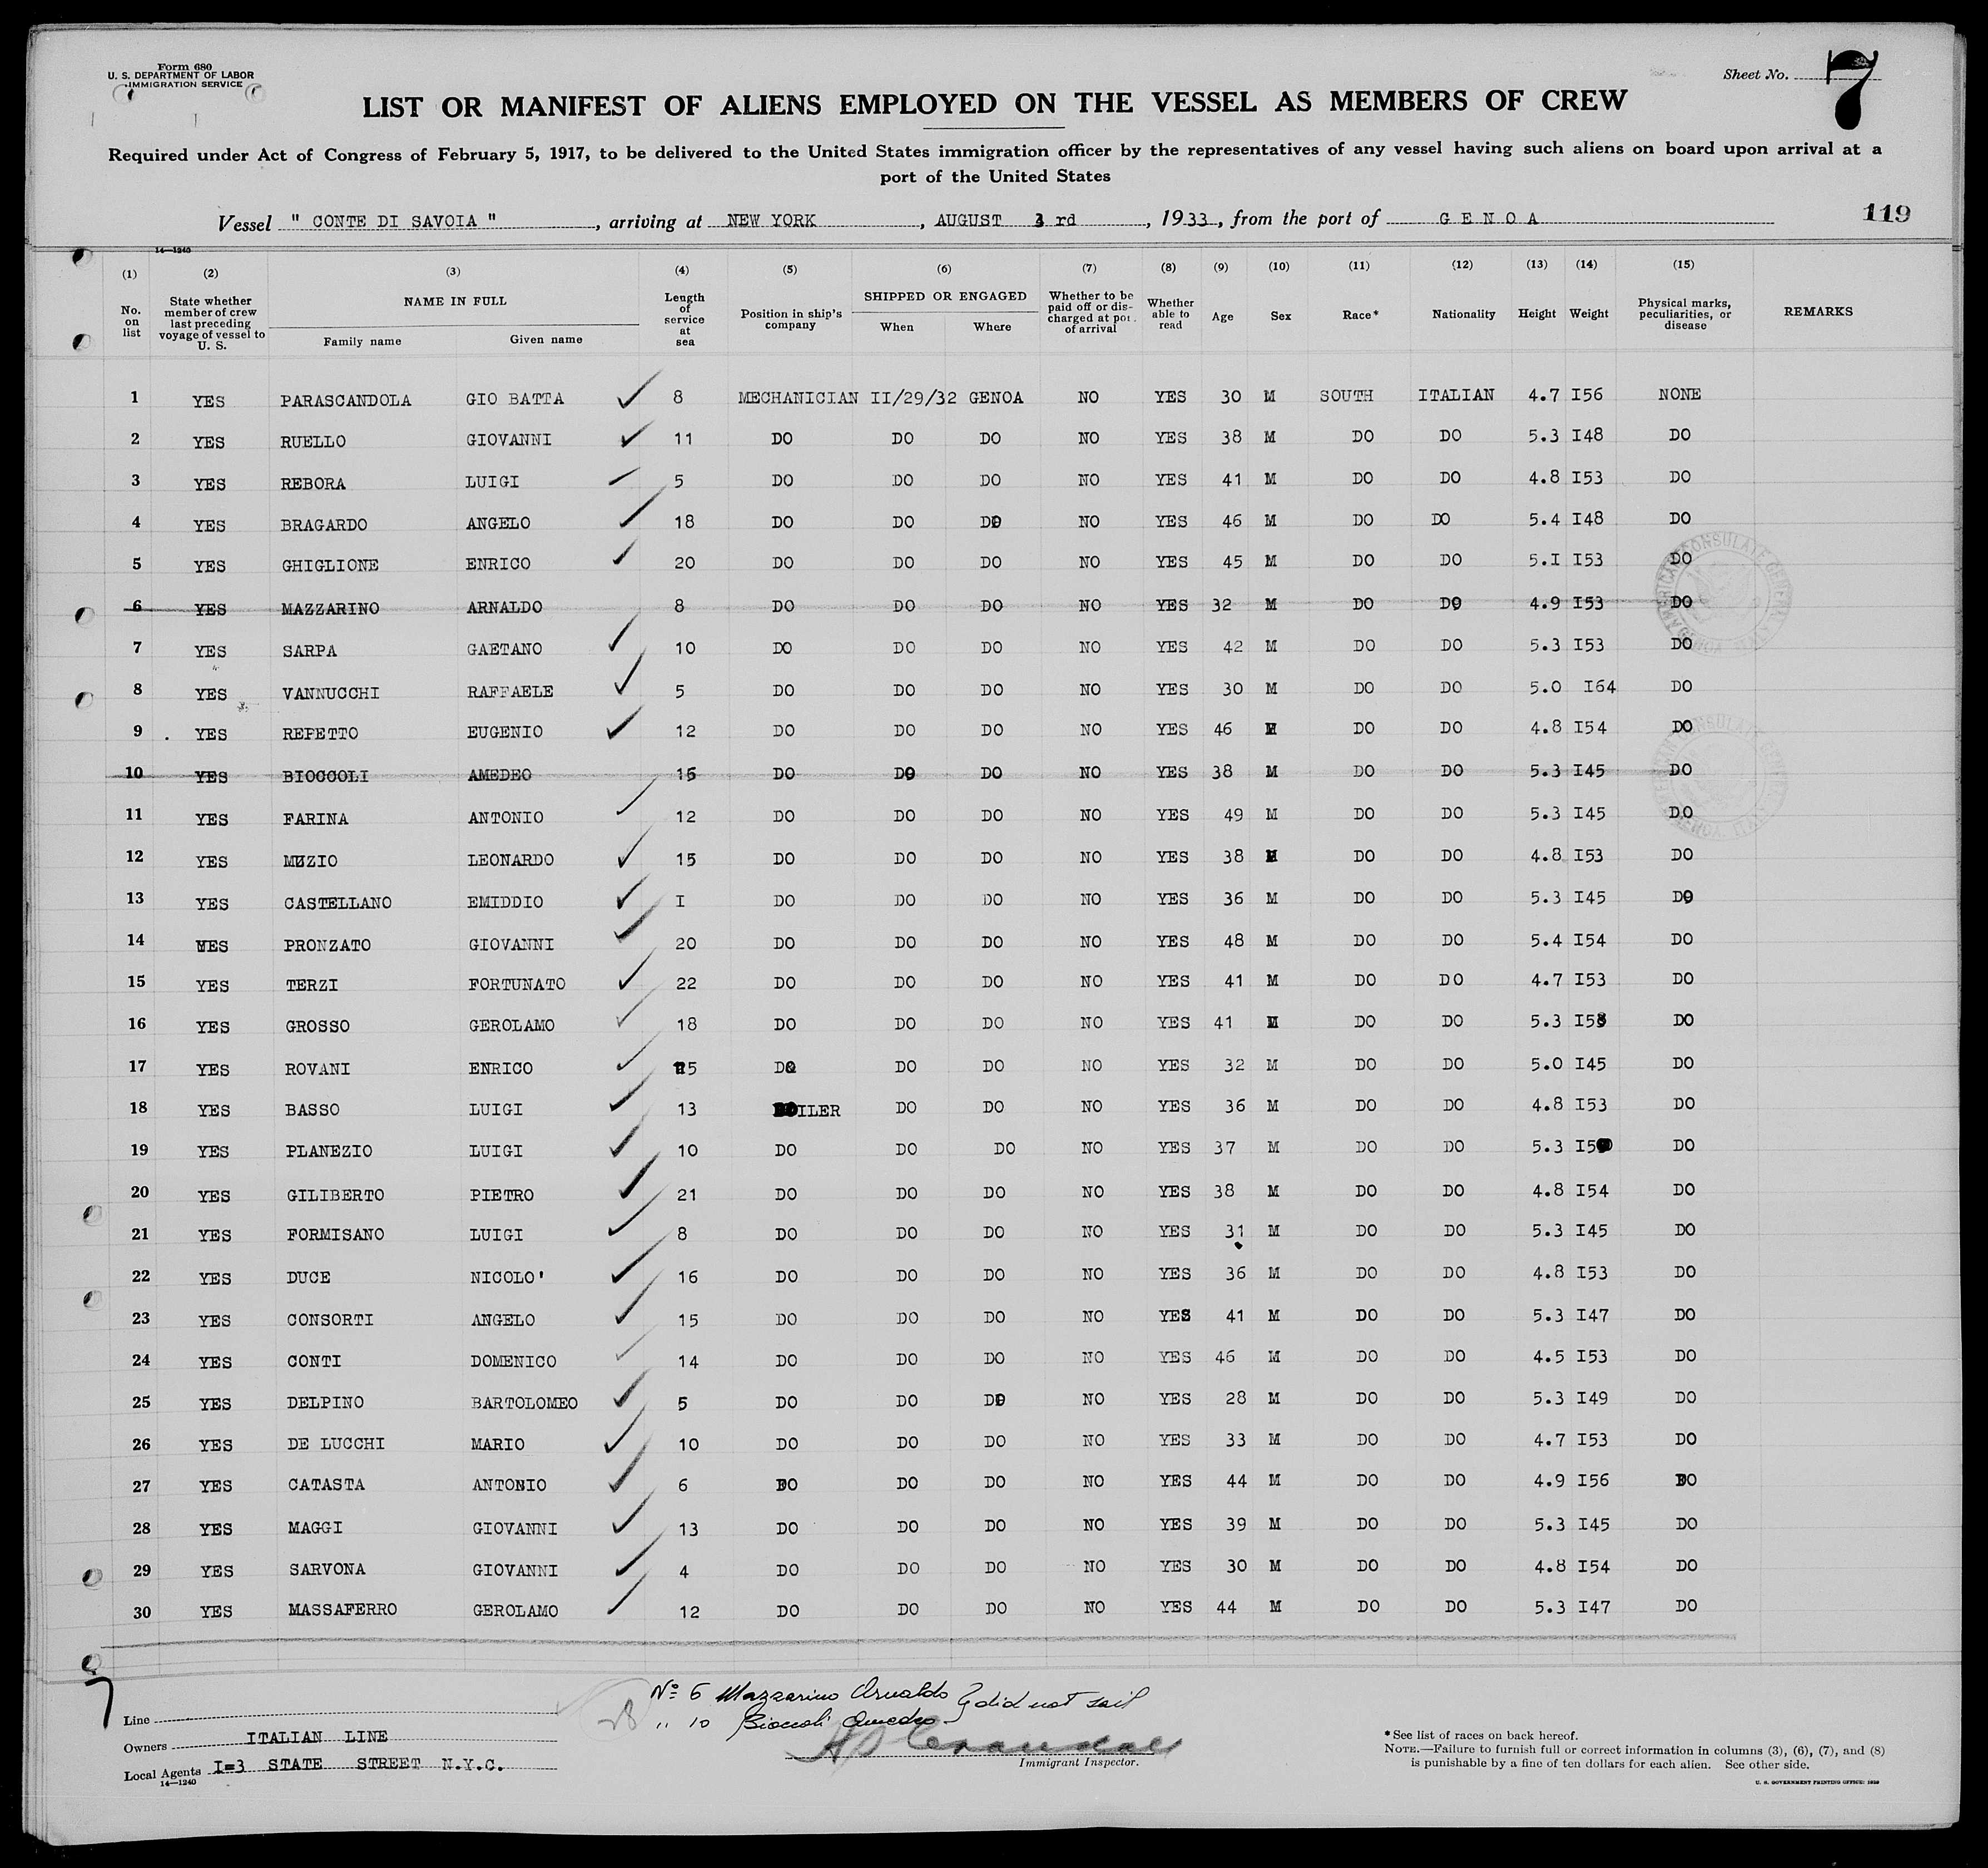 Form 680
U. S. DEPARTMENT OF LABOR
IMMIGRATION SERVICE
Sheet No. 7
LIST OR MANIFEST OF ALIENS EMPLOYED ON THE VESSEL AS MEMBERS OF CREW
Required under Act of Congress of February 5, 1917, to be delivered to the United States immigration officer by the representatives of any vessel having such aliens on board upon arrival at a
port of the United States
Vessel " CONTE DI SAVOIA ", arriving at NEW YORK, AUGUST 3 rd, 1933, from the port of GENOA 119
14—1240
(1) (2) (3) (4) (5) (6) (7) (8) (9) (10) (11) (12) (13) (14) (15)
No. on list State whether member of crew last preceding voyage of vessel to U. S. NAME IN FULL Family name Given name Length of service at sea Position in ship's company SHIPPED OR ENGAGED When Where Whether to be paid off or discharged at port of arrival Whether able to read Age Sex Race* Nationality Height Weight Physical marks, peculiarities, or disease REMARKS
1 YES PARASCANDOLA GIO BATTA 8 MECHANICIAN II/29/32 GENOA NO YES 30 M SOUTH ITALIAN 4.7 I56 NONE
2 YES RUELLO GIOVANNI 11 DO DO DO NO YES 38 M DO DO 5.3 I48 DO
3 YES REBORA LUIGI 5 DO DO DO NO YES 41 M DO DO 4.8 I53 DO
4 YES BRAGARDO ANGELO 18 DO DO DO NO YES 46 M DO DO 5.4 I48 DO
5 YES GHIGLIONE ENRICO 20 DO DO DO NO YES 45 M DO DO 5.I I53 DO
6 YES MAZZARINO ARNALDO 8 DO DO DO NO YES 32 M DO DO 4.9 I53 DO
7 YES SARPA GAETANO 10 DO DO DO NO YES 42 M DO DO 5.3 I53 DO
8 YES VANNUCCHI RAFFAELE 5 DO DO DO NO YES 30 M DO DO 5.0 I64 DO
9 YES REPETTO EUGENIO 12 DO DO DO NO YES 46 M DO DO 4.8 I54 DO
10 YES BIOCCOLI AMEDEO 15 DO DO DO NO YES 38 M DO DO 5.3 I45 DO
11 YES FARINA ANTONIO 12 DO DO DO NO YES 49 M DO DO 5.3 I45 DO
12 YES MUZIO LEONARDO 15 DO DO DO NO YES 38 M DO DO 4.8 I53 DO
13 YES CASTELLANO EMIDDIO I DO DO DO NO YES 36 M DO DO 5.3 I45 DO
14 YES PRONZATO GIOVANNI 20 DO DO DO NO YES 48 M DO DO 5.4 I54 DO
15 YES TERZI FORTUNATO 22 DO DO DO NO YES 41 M DO DO 4.7 I53 DO
16 YES GROSSO GEROLAMO 18 DO DO DO NO YES 41 M DO DO 5.3 DO
17 YES ROVANI ENRICO DO DO DO NO YES 32 M DO DO 5.0 I45 DO
18 YES BASSO LUIGI 13 BOILER DO DO NO YES 36 M DO DO 4.8 I53 DO
19 YES PLANEZIO LUIGI 10 DO DO DO NO YES 37 M DO DO 5.3 DO
20 YES GILIBERTO PIETRO 21 DO DO DO NO YES 38 M DO DO 4.8 I54 DO
21 YES FORMISANO LUIGI 8 DO DO DO NO YES 31 M DO DO 5.3 I45 DO
22 YES DUCE NICOLO' 16 DO DO DO NO YES 36 M DO DO 4.8 I53 DO
23 YES CONSORTI ANGELO 15 DO DO DO NO YES 41 M DO DO 5.3 I47 DO
24 YES CONTI DOMENICO 14 DO DO DO NO YES 46 M DO DO 4.5 I53 DO
25 YES DELPINO BARTOLOMEO 5 DO DO DO NO YES 28 M DO DO 5.3 I49 DO
26 YES DE LUCCHI MARIO 10 DO DO DO NO YES 33 M DO DO 4.7 I53 DO
27 YES CATASTA ANTONIO 6 DO DO DO NO YES 44 M DO DO 4.9 I56 DO
28 YES MAGGI GIOVANNI 13 DO DO DO NO YES 39 M DO DO 5.3 I45 DO
29 YES SARVONA GIOVANNI 4 DO DO DO NO YES 30 M DO DO 4.8 I54 DO
30 YES MASSAFERRO GEROLAMO 12 DO DO DO NO YES 44 M DO DO 5.3 I47 DO
7
Nº 6 Mazzarino Arnaldo } did not sail
" 10 Bioccoli Amedeo
28
Line
Owners ITALIAN LINE
Local Agents I=3 STATE STREET N.Y.C.
14—1240
Immigrant Inspector.
*See list of races on back hereof.
NOTE.—Failure to furnish full or correct information in columns (3), (6), (7), and (8)
is punishable by a fine of ten dollars for each alien. See other side.